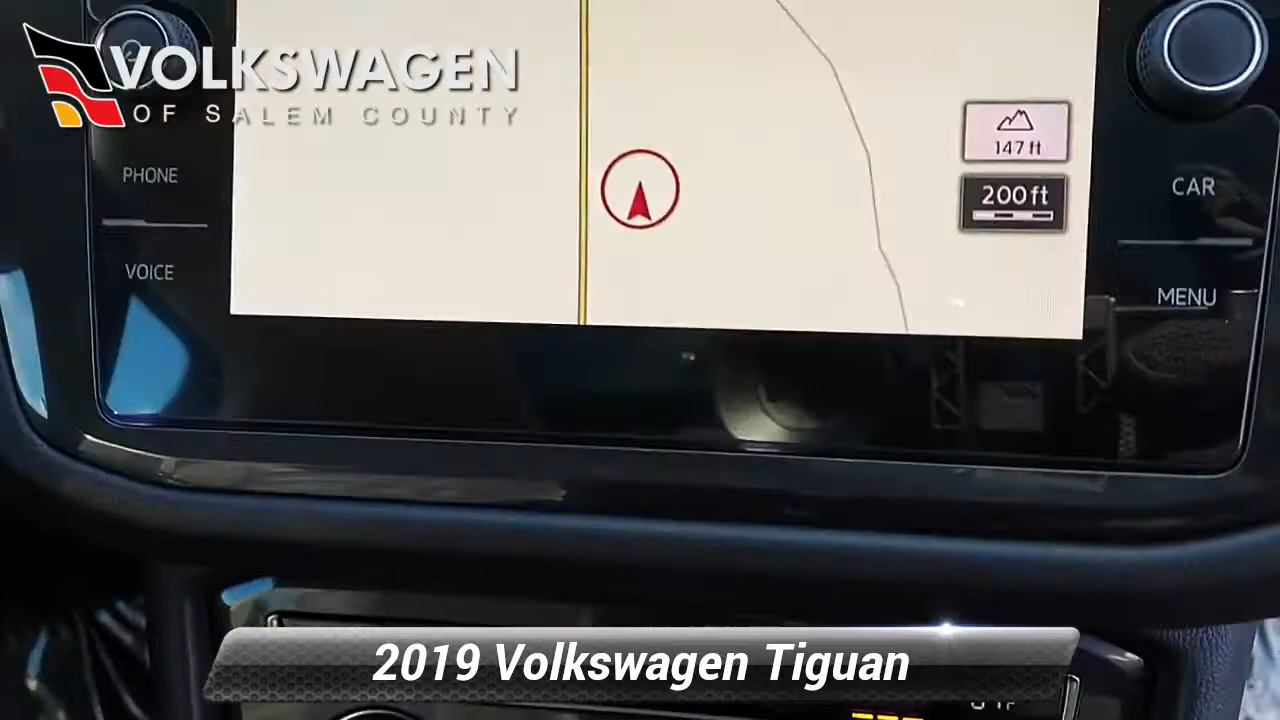 VOLKSWAGEN
OF SALEM COUNTY
PHONE
VOICE
147 ft
200 ft
CAR
MENU
2019 Volkswagen Tiguan